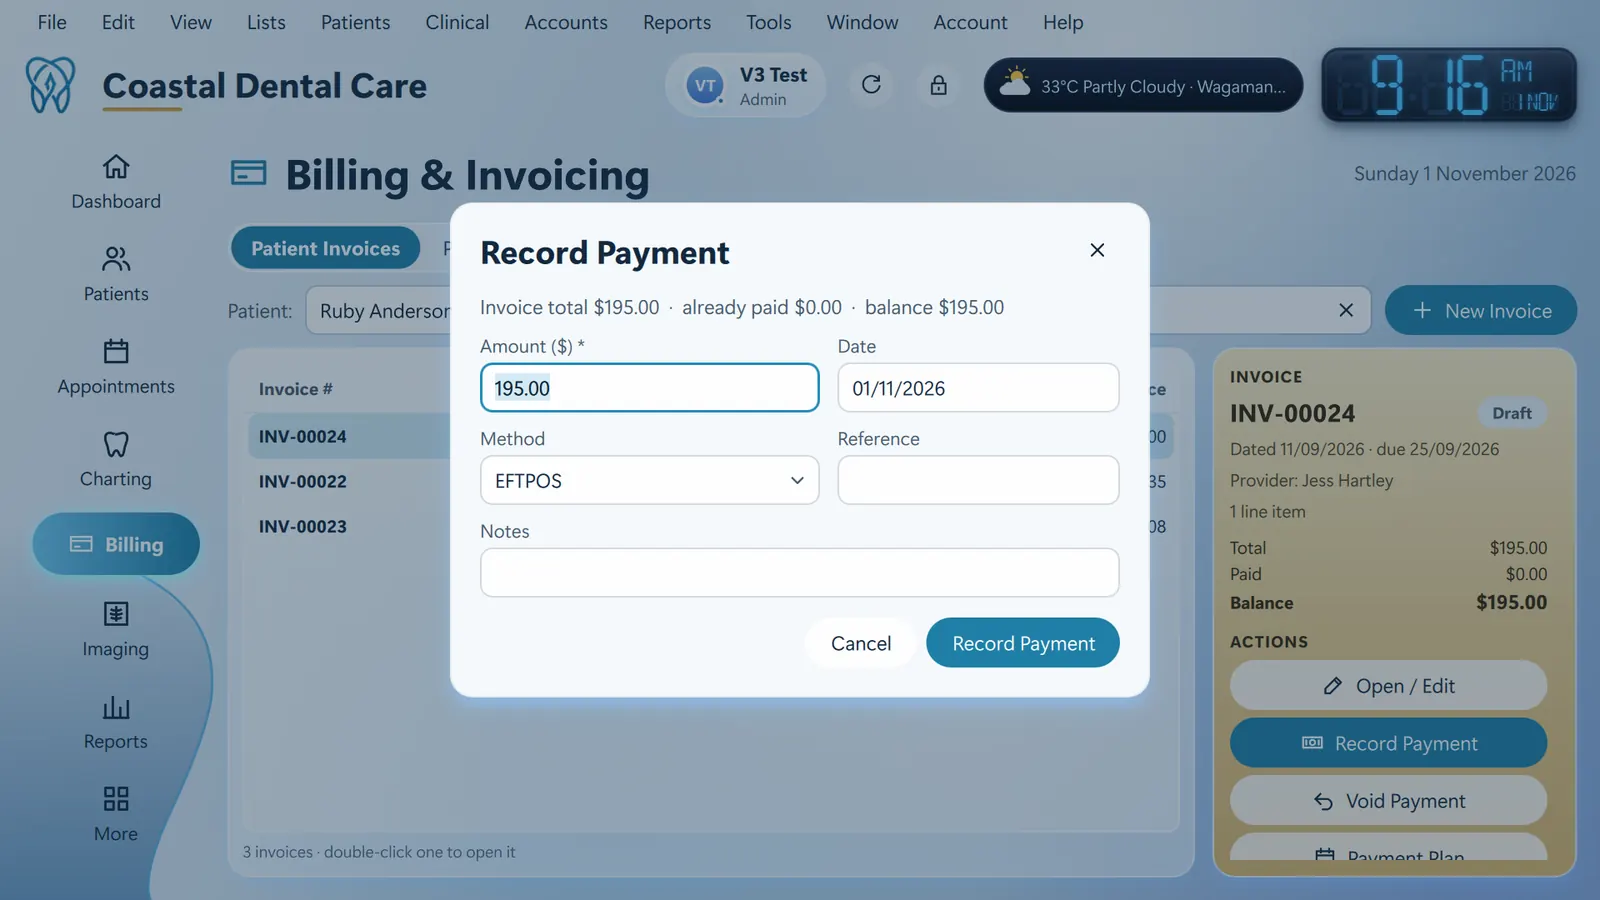 File Edit View Lists Patients Clinical Accounts Reports Tools Window Account Help
Coastal Dental Care
VT
V3 Test
Admin
33°C Partly Cloudy · Wagaman...
9 16 AM
1 NOV
Dashboard
Patients
Appointments
Charting
Billing
Imaging
Reports
More
Billing & Invoicing
Sunday 1 November 2026
Patient Invoices
Patient: Ruby Anderson
New Invoice
Invoice #
INV-00024
INV-00022
INV-00023
3 invoices · double-click one to open it
Record Payment
Invoice total $195.00 · already paid $0.00 · balance $195.00
Amount ($) * Date
195.00 01/11/2026
Method Reference
EFTPOS
Notes
Cancel Record Payment
INVOICE
INV-00024 Draft
Dated 11/09/2026 · due 25/09/2026
Provider: Jess Hartley
1 line item
Total $195.00
Paid $0.00
Balance $195.00
ACTIONS
Open / Edit
Record Payment
Void Payment
Payment Plan